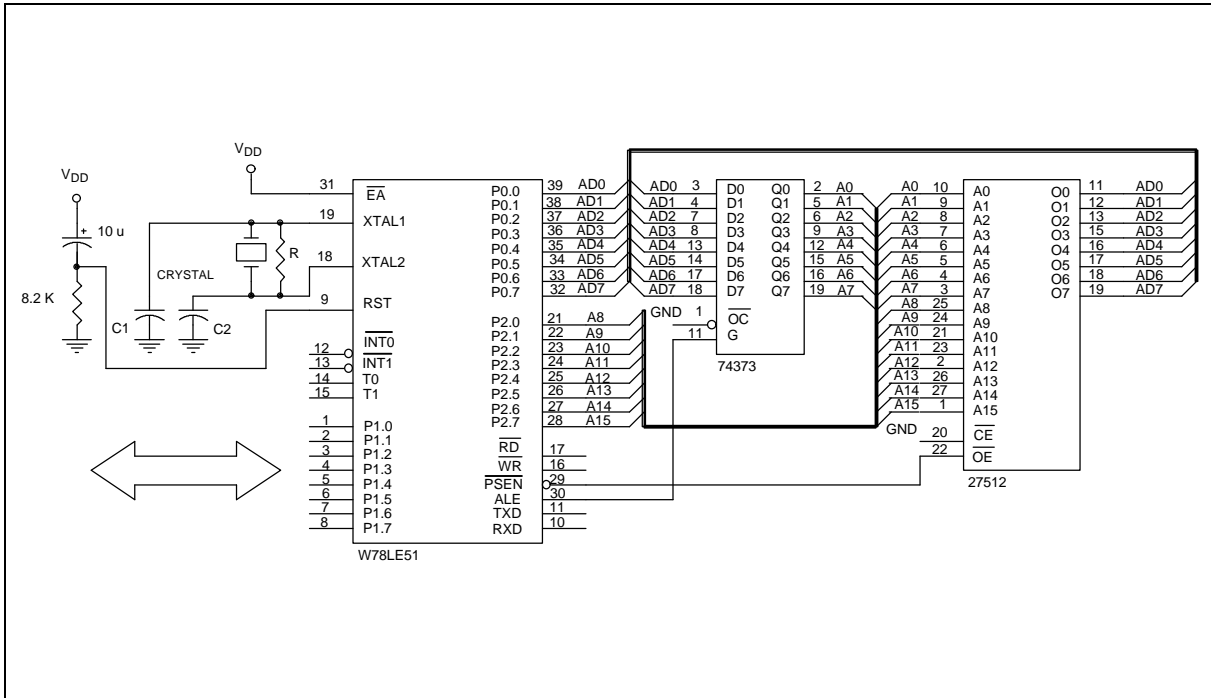 VDD
10 u
8.2 K
VDD
C1
C2
CRYSTAL
R
31 EA
19 XTAL1
18 XTAL2
9 RST
12 INT0
13 INT1
14 T0
15 T1
1 P1.0
2 P1.1
3 P1.2
4 P1.3
5 P1.4
6 P1.5
7 P1.6
8 P1.7
P0.0 39 AD0
P0.1 38 AD1
P0.2 37 AD2
P0.3 36 AD3
P0.4 35 AD4
P0.5 34 AD5
P0.6 33 AD6
P0.7 32 AD7
P2.0 21 A8
P2.1 22 A9
P2.2 23 A10
P2.3 24 A11
P2.4 25 A12
P2.5 26 A13
P2.6 27 A14
P2.7 28 A15
RD 17
WR 16
PSEN 29
ALE 30
TXD 11
RXD 10
W78LE51
AD0 3 D0 Q0 2 A0
AD1 4 D1 Q1 5 A1
AD2 7 D2 Q2 6 A2
AD3 8 D3 Q3 9 A3
AD4 13 D4 Q4 12 A4
AD5 14 D5 Q5 15 A5
AD6 17 D6 Q6 16 A6
AD7 18 D7 Q7 19 A7
GND 1 OC
11 G
74373
A0 10 A0 O0 11 AD0
A1 9 A1 O1 12 AD1
A2 8 A2 O2 13 AD2
A3 7 A3 O3 15 AD3
A4 6 A4 O4 16 AD4
A5 5 A5 O5 17 AD5
A6 4 A6 O6 18 AD6
A7 3 A7 O7 19 AD7
A8 25 A8
A9 24 A9
A10 21 A10
A11 23 A11
A12 2 A12
A13 26 A13
A14 27 A14
A15 1 A15
GND 20 CE
22 OE
27512